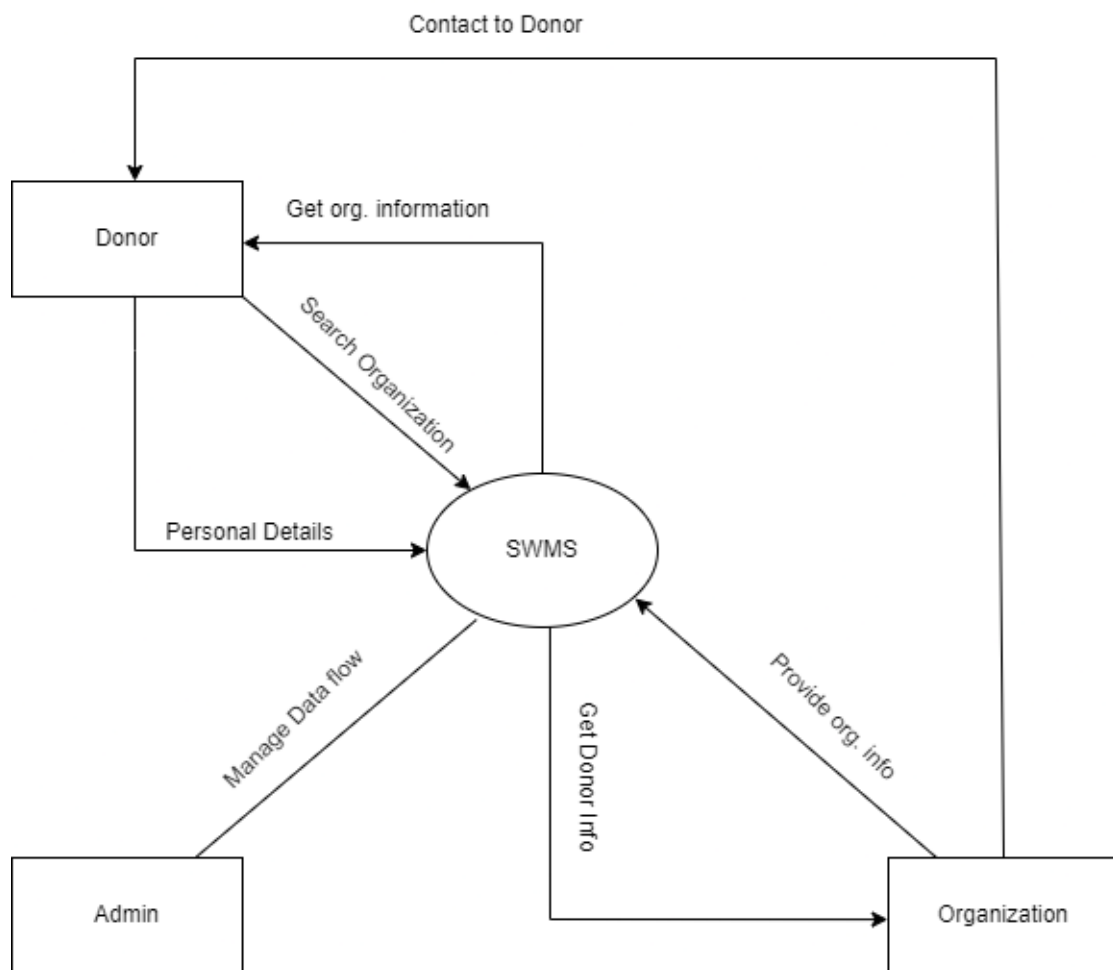 Contact to Donor
Get org. information
Donor
Search Organization
Personal Details
SWMS
Manage Data flow
Get Donor Info
Provide org. info
Admin
Organization